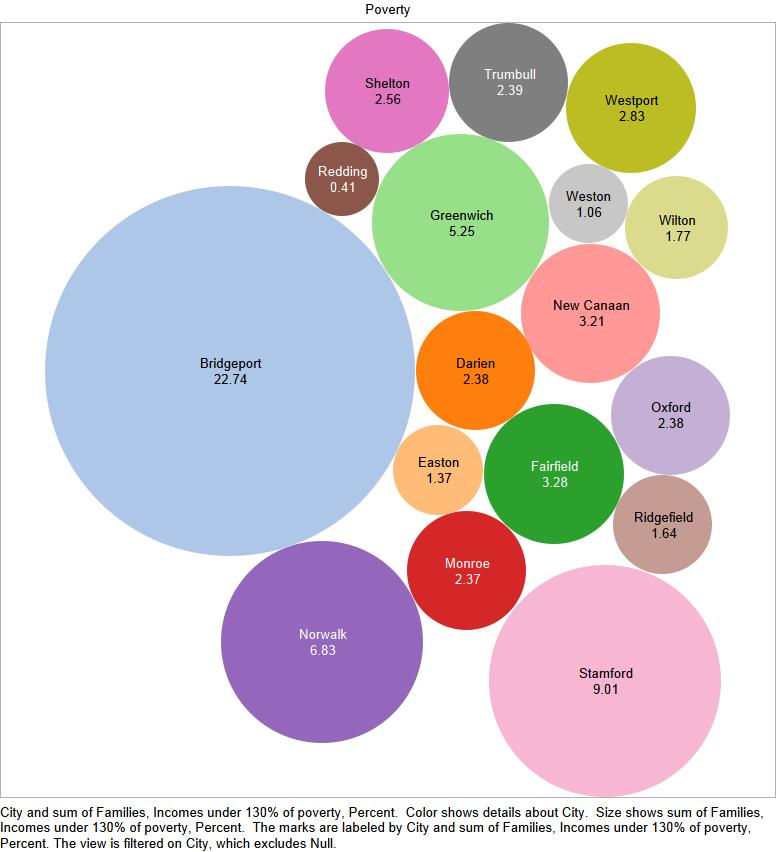 Poverty
Shelton
2.56
Trumbull
2.39
Westport
2.83
Redding
0.41
Greenwich
5.25
Weston
1.06
Wilton
1.77
New Canaan
3.21
Bridgeport
22.74
Darien
2.38
Oxford
2.38
Easton
1.37
Fairfield
3.28
Ridgefield
1.64
Monroe
2.37
Norwalk
6.83
Stamford
9.01
City and sum of Families, Incomes under 130% of poverty, Percent.  Color shows details about City.  Size shows sum of Families,
Incomes under 130% of poverty, Percent.  The marks are labeled by City and sum of Families, Incomes under 130% of poverty,
Percent. The view is filtered on City, which excludes Null.